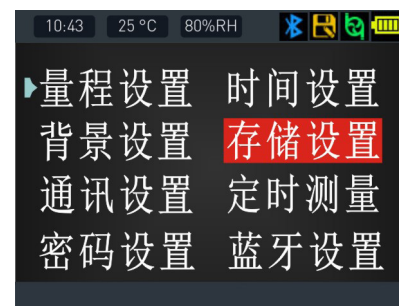 10:43 25 °C 80%RH
量程设置 时间设置
背景设置 存储设置
通讯设置 定时测量
密码设置 蓝牙设置